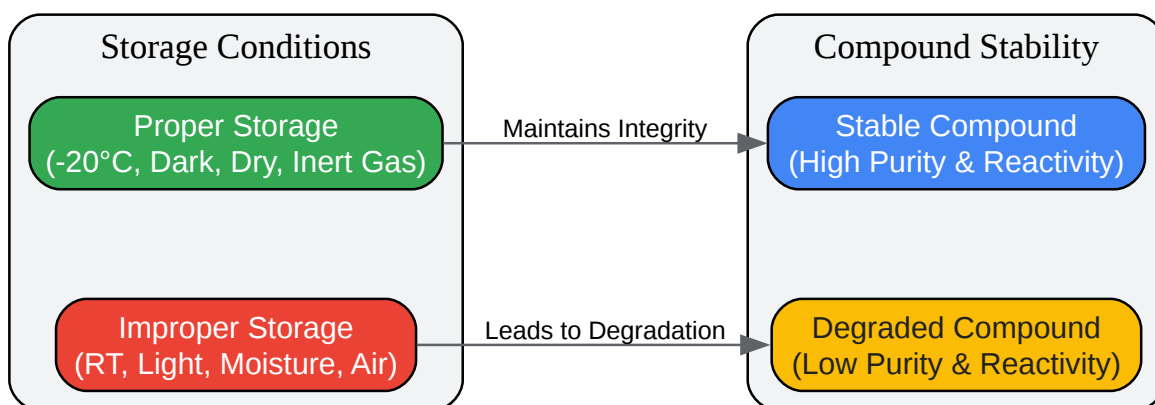 Storage Conditions
Compound Stability
Proper Storage
(-20°C, Dark, Dry, Inert Gas)
Maintains Integrity
Stable Compound
(High Purity & Reactivity)
Improper Storage
(RT, Light, Moisture, Air)
Leads to Degradation
Degraded Compound
(Low Purity & Reactivity)